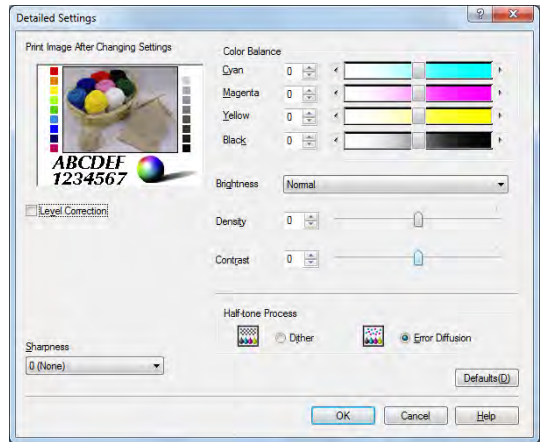 Detailed Settings
Print Image After Changing Settings
ABCDEF
1234567
Level Correction
Sharpness
0 (None)
Color Balance
Cyan 0
Magenta 0
Yellow 0
Black 0
Brightness Normal
Density 0
Contrast 0
Half-tone Process
Dither Error Diffusion
Defaults(D)
OK Cancel Help